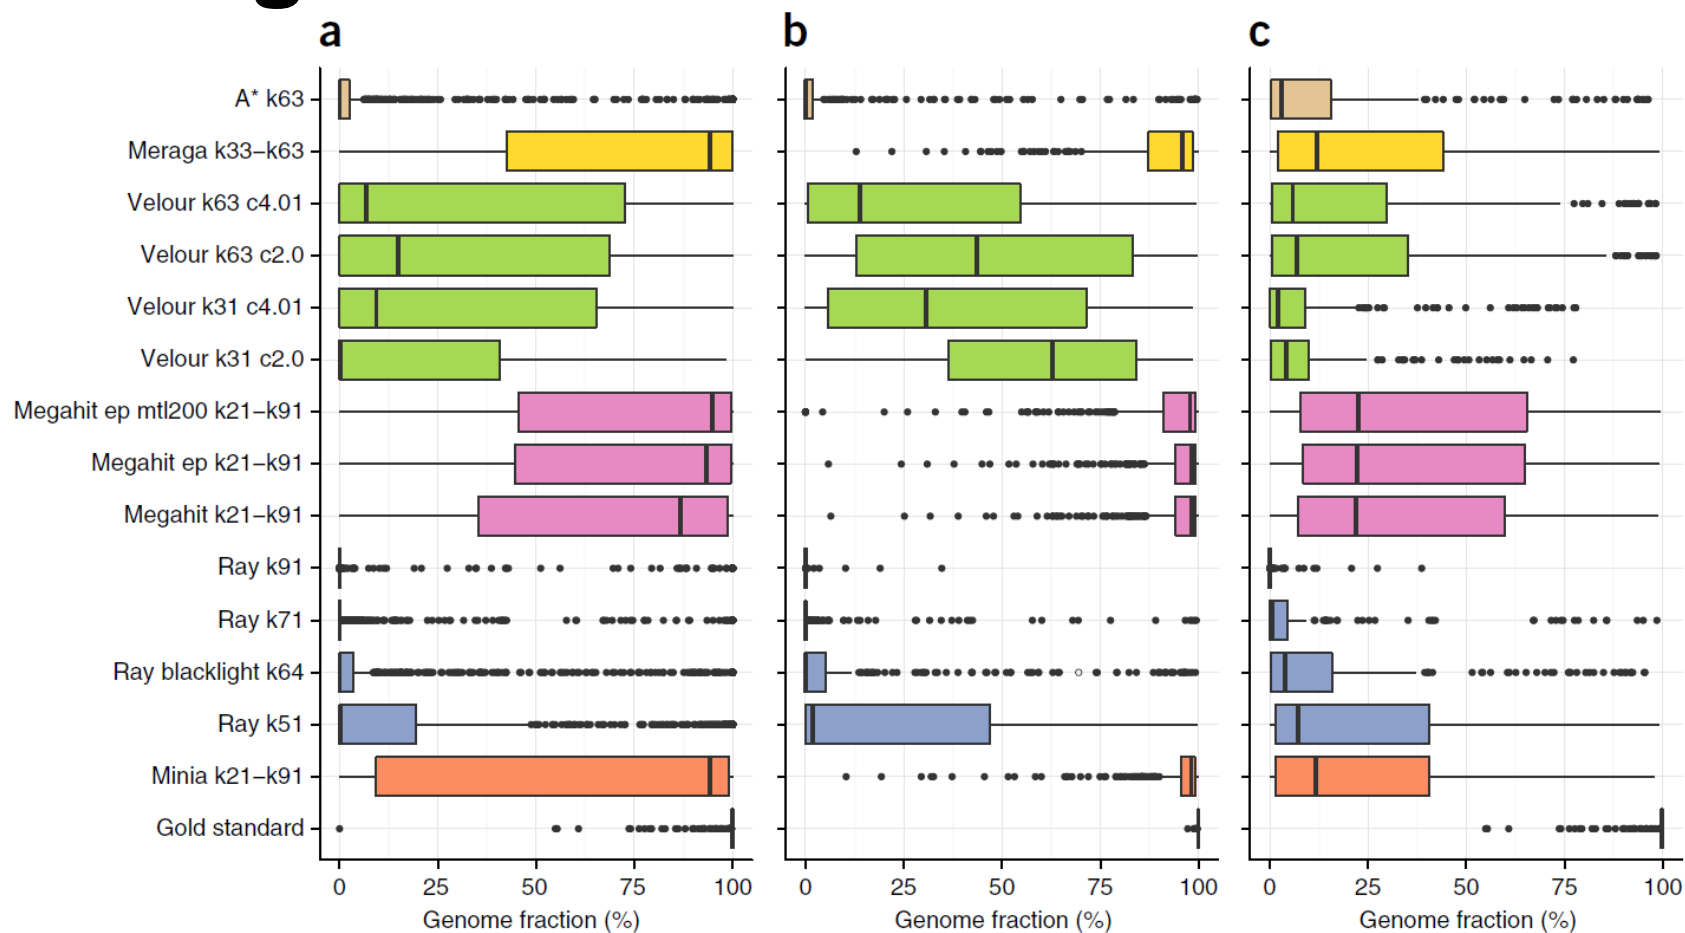 a b c
A* k63
Meraga k33–k63
Velour k63 c4.01
Velour k63 c2.0
Velour k31 c4.01
Velour k31 c2.0
Megahit ep mtl200 k21–k91
Megahit ep k21–k91
Megahit k21–k91
Ray k91
Ray k71
Ray blacklight k64
Ray k51
Minia k21–k91
Gold standard
0 25 50 75 100 0 25 50 75 100 0 25 50 75 100
Genome fraction (%) Genome fraction (%) Genome fraction (%)